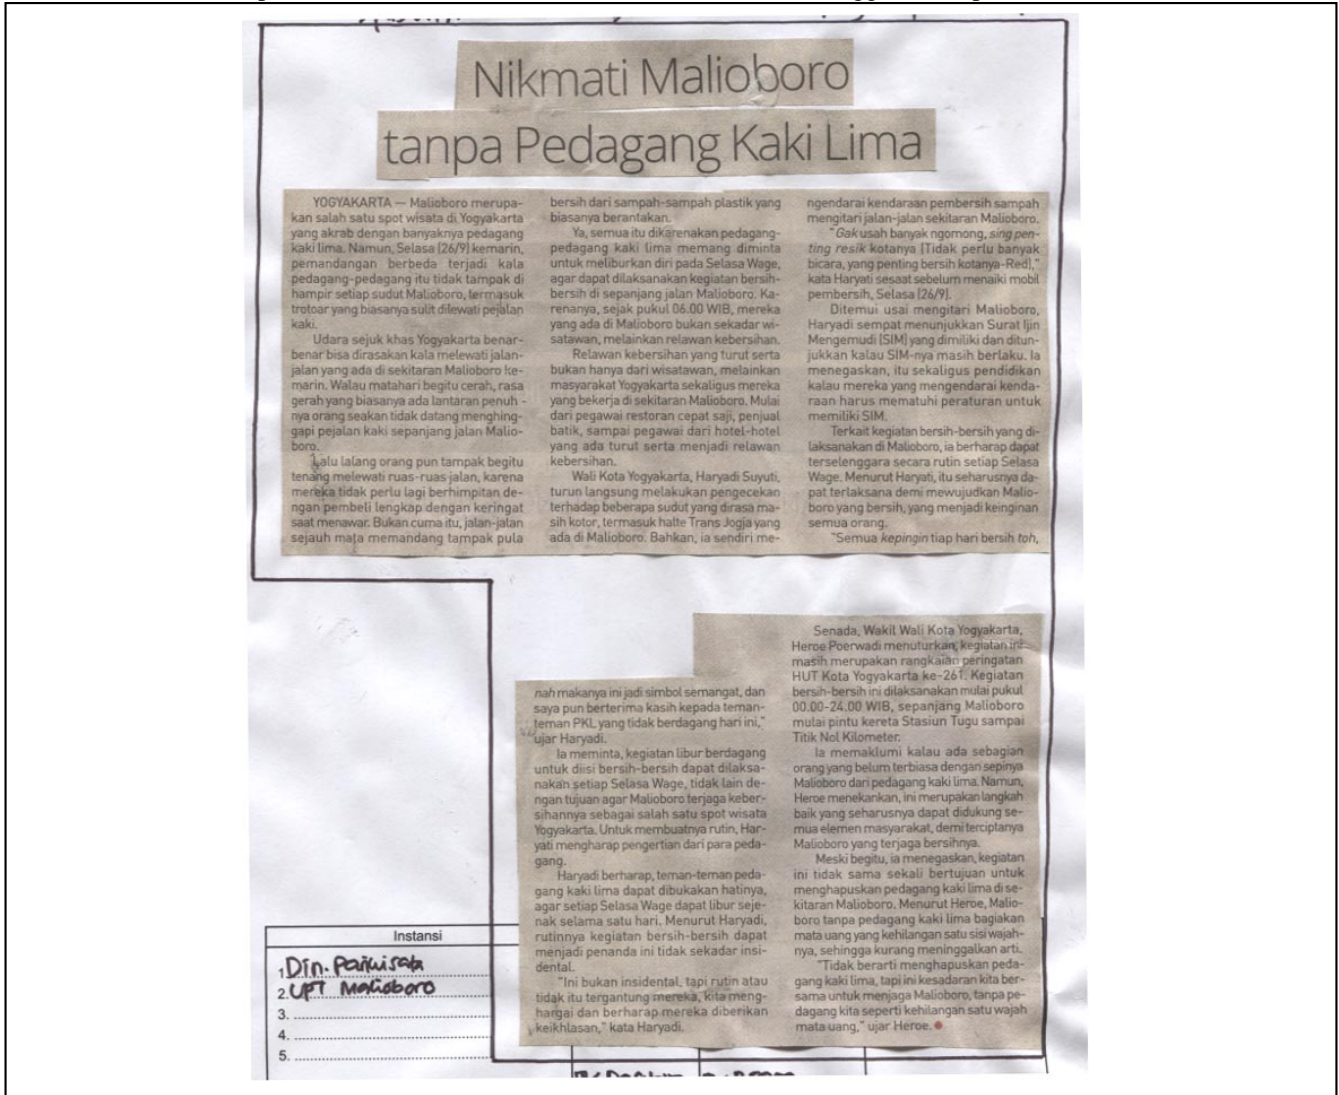 Nikmati Malioboro
tanpa Pedagang Kaki Lima
YOGYAKARTA — Malioboro merupa-
kan salah satu spot wisata di Yogyakarta
yang akrab dengan banyaknya pedagang
kaki lima. Namun, Selasa (26/9) kemarin,
pemandangan berbeda terjadi kala
pedagang-pedagang itu tidak tampak di
hampir setiap sudut Malioboro, termasuk
trotoar yang biasanya sulit dilewati pejalan
kaki.
Udara sejuk khas Yogyakarta benar-
benar bisa dirasakan kala melewati jalan-
jalan yang ada di sekitaran Malioboro ke-
marin. Walau matahari begitu cerah, rasa
gerah yang biasanya ada lantaran penuh -
nya orang seakan tidak datang menghing-
gapi pejalan kaki sepanjang jalan Malio-
boro.
Lalu lalang orang pun tampak begitu
tenang melewati ruas-ruas jalan, karena
mereka tidak perlu lagi berhimpitan de-
ngan pembeli lengkap dengan keringat
saat menawar. Bukan cuma itu, jalan-jalan
sejauh mata memandang tampak pula
bersih dari sampah-sampah plastik yang
biasanya berantakan.
Ya, semua itu dikarenakan pedagang-
pedagang kaki lima memang diminta
untuk meliburkan diri pada Selasa Wage,
agar dapat dilaksanakan kegiatan bersih-
bersih di sepanjang jalan Malioboro. Ka-
renanya, sejak pukul 06.00 WIB, mereka
yang ada di Malioboro bukan sekadar wi-
satawan, melainkan relawan kebersihan.
Relawan kebersihan yang turut serta
bukan hanya dari wisatawan, melainkan
masyarakat Yogyakarta sekaligus mereka
yang bekerja di sekitaran Malioboro. Mulai
dari pegawai restoran cepat saji, penjual
batik, sampai pegawai dari hotel-hotel
yang ada turut serta menjadi relawan
kebersihan.
Wali Kota Yogyakarta, Haryadi Suyuti,
turun langsung melakukan pengecekan
terhadap beberapa sudut yang dirasa ma-
sih kotor, termasuk halte Trans Jogja yang
ada di Malioboro. Bahkan, ia sendiri me-
ngendarai kendaraan pembersih sampah
mengitari jalan-jalan sekitaran Malioboro.
"Gak usah banyak ngomong, sing pen-
ting resik kotanya (Tidak perlu banyak
bicara, yang penting bersih kotanya-Red),"
kata Haryati sesaat sebelum menaiki mobil
pembersih, Selasa (26/9).
Ditemui usai mengitari Malioboro,
Haryadi sempat menunjukkan Surat Ijin
Mengemudi (SIM) yang dimiliki dan ditun-
jukkan kalau SIM-nya masih berlaku. Ia
menegaskan, itu sekaligus pendidikan
kalau mereka yang mengendarai kenda-
raan harus mematuhi peraturan untuk
memiliki SIM.
Terkait kegiatan bersih-bersih yang di-
laksanakan di Malioboro, ia berharap dapat
terselenggara secara rutin setiap Selasa
Wage. Menurut Haryati, itu seharusnya da-
pat terlaksana demi mewujudkan Malio-
boro yang bersih, yang menjadi keinginan
semua orang.
"Semua kepingin tiap hari bersih toh,
nah makanya ini jadi simbol semangat, dan
saya pun berterima kasih kepada teman-
teman PKL yang tidak berdagang hari ini,"
ujar Haryadi.
Ia meminta, kegiatan libur berdagang
untuk diisi bersih-bersih dapat dilaksa-
nakan setiap Selasa Wage, tidak lain de-
ngan tujuan agar Malioboro terjaga keber-
sihannya sebagai salah satu spot wisata
Yogyakarta. Untuk membuatnya rutin, Har-
yati mengharap pengertian dari para peda-
gang.
Haryadi berharap, teman-teman peda-
gang kaki lima dapat dibukakan hatinya,
agar setiap Selasa Wage dapat libur seje-
nak selama satu hari. Menurut Haryadi,
rutinnya kegiatan bersih-bersih dapat
menjadi penanda ini tidak sekadar insi-
dental.
"Ini bukan insidental, tapi rutin atau
tidak itu tergantung mereka, kita meng-
hargai dan berharap mereka diberikan
keikhlasan," kata Haryadi.
Senada, Wakil Wali Kota Yogyakarta,
Heroe Poerwadi menuturkan, kegiatan ini
masih merupakan rangkaian peringatan
HUT Kota Yogyakarta ke-261. Kegiatan
bersih-bersih ini dilaksanakan mulai pukul
00.00-24.00 WIB, sepanjang Malioboro
mulai pintu kereta Stasiun Tugu sampai
Titik Nol Kilometer.
Ia memaklumi kalau ada sebagian
orang yang belum terbiasa dengan sepinya
Malioboro dari pedagang kaki lima. Namun,
Heroe menekankan, ini merupakan langkah
baik yang seharusnya dapat didukung se-
mua elemen masyarakat, demi terciptanya
Malioboro yang terjaga bersihnya.
Meski begitu, ia menegaskan, kegiatan
ini tidak sama sekali bertujuan untuk
menghapuskan pedagang kaki lima di se-
kitaran Malioboro. Menurut Heroe, Malio-
boro tanpa pedagang kaki lima bagiakan
mata uang yang kehilangan satu sisi wajah-
nya, sehingga kurang meninggalkan arti.
"Tidak berarti menghapuskan peda-
gang kaki lima, tapi ini kesadaran kita ber-
sama untuk menjaga Malioboro, tanpa pe-
dagang kita seperti kehilangan satu wajah
mata uang," ujar Heroe.
Instansi
1. Din. Pariwisata
2. UPT Malioboro
3.
4.
5.